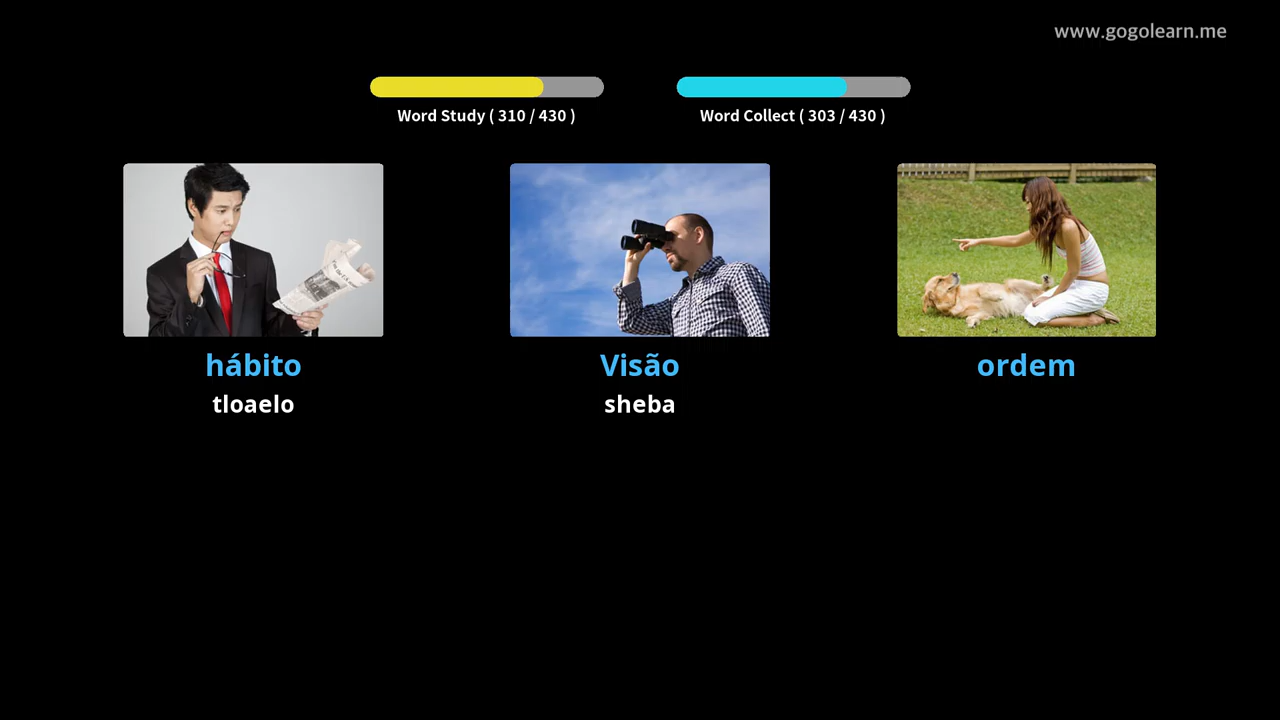 www.gogolearn.me
Word Study ( 310 / 430 )
Word Collect ( 303 / 430 )
hábito
Visão
ordem
tloaelo
sheba